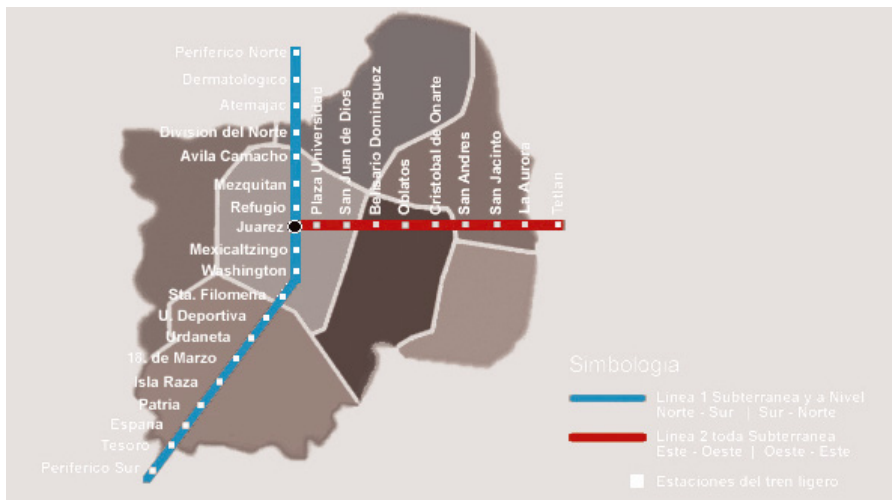 Periferico Norte
Dermatologico
Atemajac
Division del Norte
Avila Camacho
Mezquitan
Refugio
Juarez
Mexicaltzingo
Washington
Sta. Filomena
U. Deportiva
Urdaneta
18. de Marzo
Isla Raza
Patria
España
Tesoro
Periferico Sur
Plaza Universidad
San Juan de Dios
Belisario Dominguez
Oblatos
Cristobal de Onarte
San Andres
San Jacinto
La Aurora
Tetlan
Simbologia
Linea 1 Subterranea y a Nivel
Norte - Sur | Sur - Norte
Linea 2 toda Subterranea
Este - Oeste | Oeste - Este
Estaciones del tren ligero